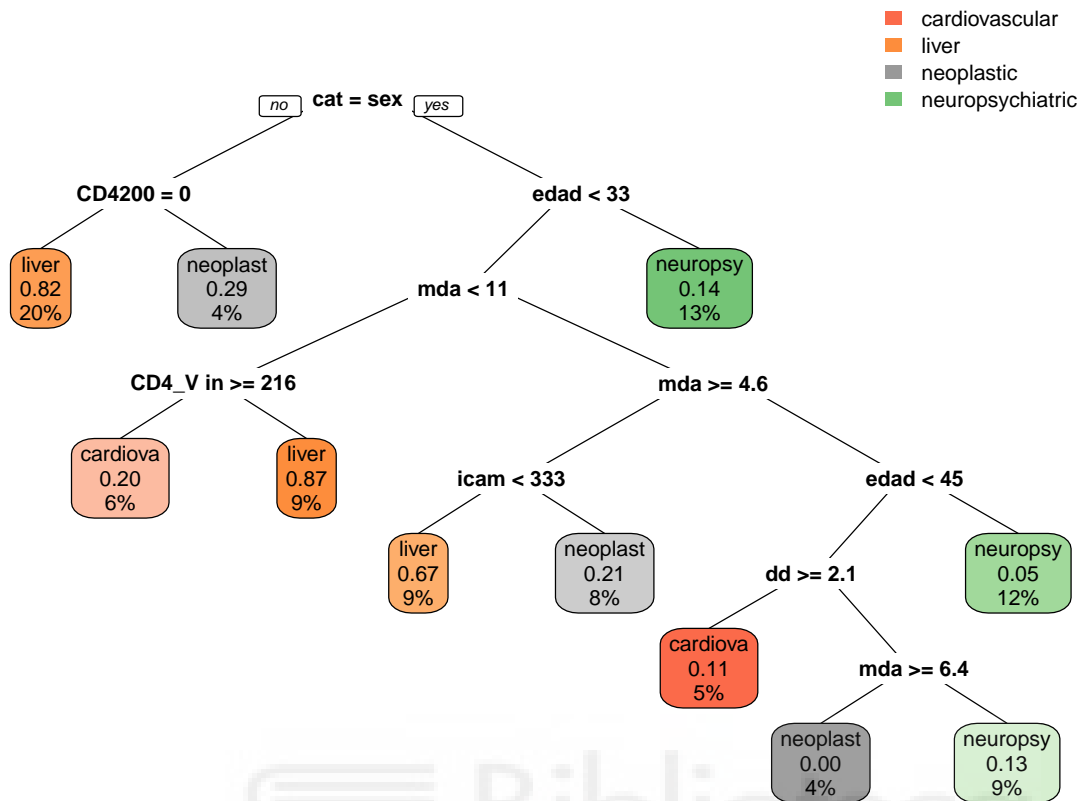 cardiovascular
liver
neoplastic
neuropsychiatric
no
cat = sex
yes
CD4200 = 0
edad < 33
liver
0.82
20%
neoplast
0.29
4%
mda < 11
neuropsy
0.14
13%
CD4_V in >= 216
mda >= 4.6
cardiova
0.20
6%
liver
0.87
9%
icam < 333
edad < 45
liver
0.67
9%
neoplast
0.21
8%
dd >= 2.1
neuropsy
0.05
12%
cardiova
0.11
5%
mda >= 6.4
neoplast
0.00
4%
neuropsy
0.13
9%